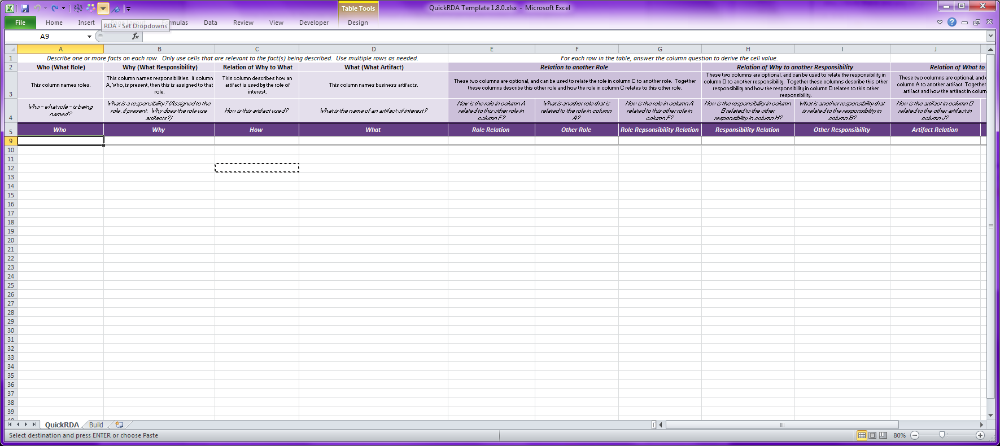 QuickRDA Template 1.8.0.xlsx - Microsoft Excel
Table Tools
File Home Insert Formulas Data Review View Developer Design
RDA - Set Dropdowns
A9 fx
A B C D E F G H I J
1 Describe one or more facts on each row. Only use cells that are relevant to the fact(s) being described. Use multiple rows as needed. For each row in the table, answer the column question to derive the cell value.
2 Who (What Role) Why (What Responsibility) Relation of Why to What What (What Artifact) Relation to another Role Relation of Why to another Responsibility Relation of What to
3
This column names roles.
This column names responsibilities. If column
A, Who, is present, then this is assigned to that
role.
This column describes how an
artifact is used by the role of
interest.
This column names business artifacts.
These two columns are optional, and can be used to relate the role in column C to another role. Together
these columns describe this other role and how the role in column C relates to this other role.
These two columns are optional, and can be used to relate the responsibility in
column D to another responsibility. Together these columns describe this other
responsibility and how the responsibility in column D relates to this other
responsibility.
These two columns are optional, and c
column A to another artifact Together
artifact and how the artifact in colum
4
Who - what role - is being
named?
What is a responsibility? (Assigned to the
role, if present. Why does the role use
artifacts?)
How is this artifact used?
What is the name of an artifact of interest?
How is the role in column A
related to this other role in
column F?
What is another role that is
related to the role in column
A?
How is the role in column A
related to this other role in
column F?
How is the responsibility in column
B related to the other
responsibility in column H?
What is another responsibility that
is related to the responsibility in
column B?
How is the artifact in column D
related to the other artifact in
column J?
5 Who Why How What Role Relation Other Role Role Repsonsibility Relation Responsibility Relation Other Responsibility Artifact Relation
9
10
11
12
13
14
15
16
17
18
19
20
21
22
23
24
25
26
27
28
29
30
31
32
33
34
35
36
37
38
39
QuickRDA Build
Select destination and press ENTER or choose Paste 80%